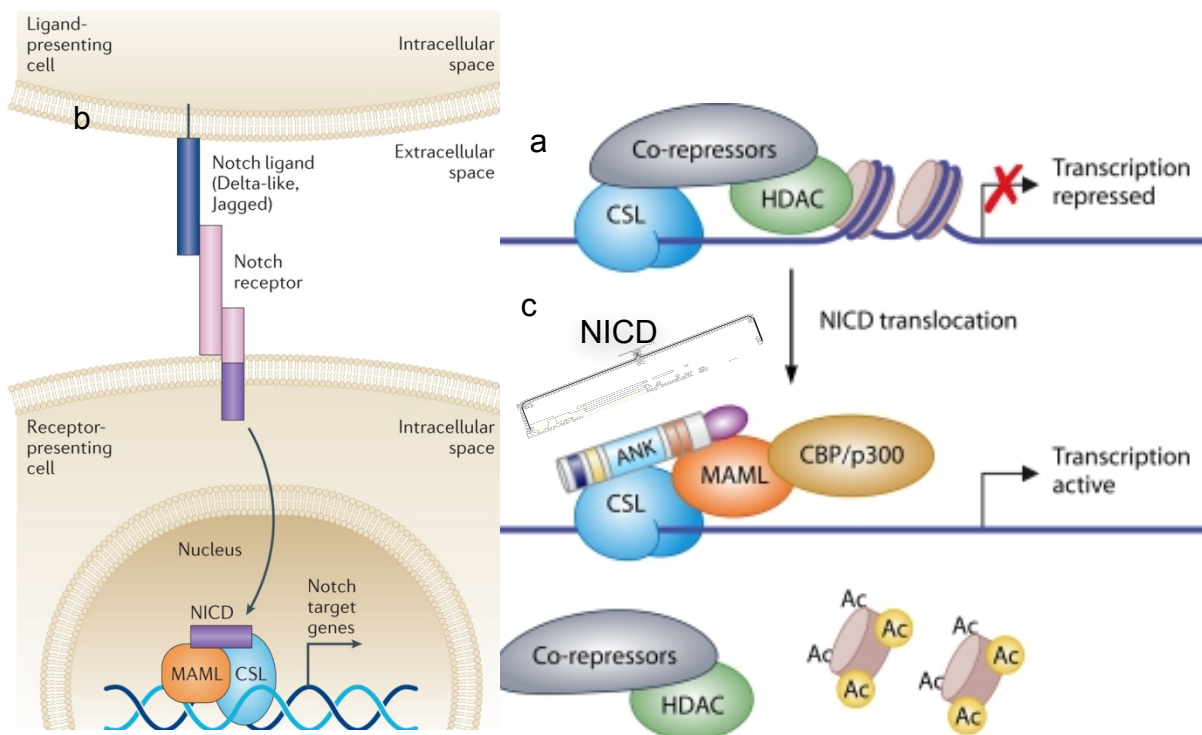 Ligand-
presenting
cell
Intracellular
space
b
Notch ligand
(Delta-like,
Jagged)
Extracellular
space
Notch
receptor
Receptor-
presenting
cell
Intracellular
space
Nucleus
NICD
Notch
target
genes
MAML
CSL
a
Co-repressors
HDAC
CSL
Transcription
repressed
NICD translocation
c
NICD
ANK
CSL
MAML
CBP/p300
Transcription
active
Co-repressors
HDAC
Ac
Ac
Ac
Ac
Ac
Ac
Ac
Ac